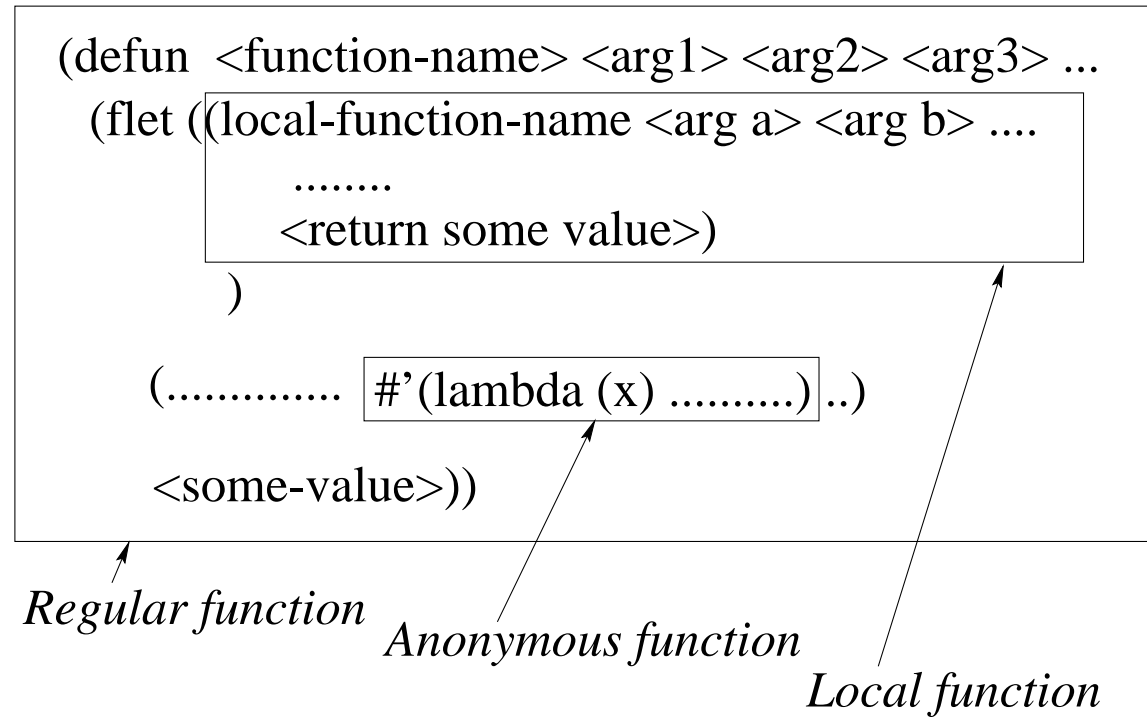 (defun <function-name> <arg1> <arg2> <arg3> ...
(flet ((local-function-name <arg a> <arg b> ....
........
<return some value>)
)
(.............. #’(lambda (x) ..........) ..)
<some-value>))
Regular function
Anonymous function
Local function